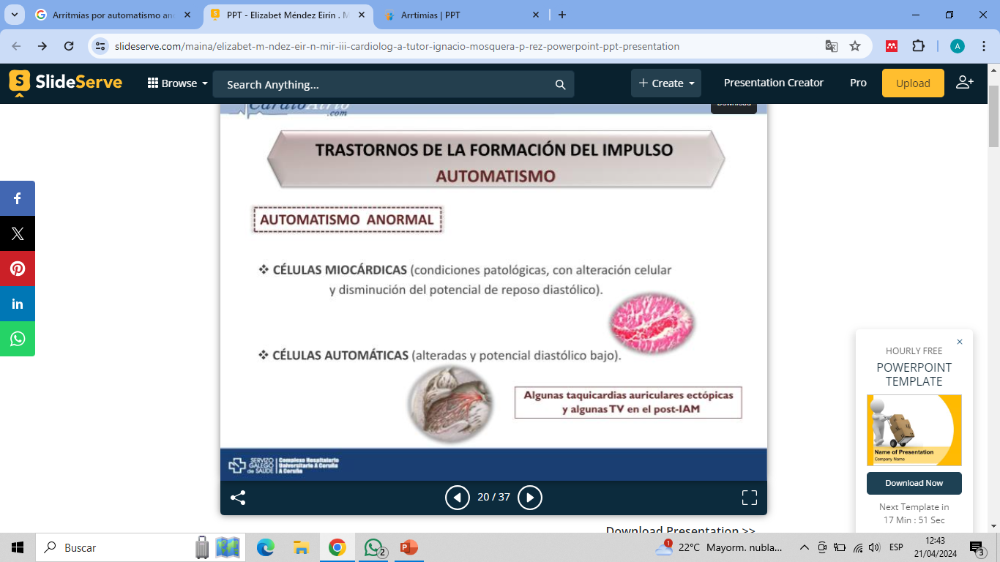 Arritmias por automatismo an
PPT - Elizabet Méndez Eirín . M
Arrtimias | PPT
slideserve.com/maina/elizabet-m-ndez-eir-n-mir-iii-cardiolog-a-tutor-ignacio-mosquera-p-rez-powerpoint-ppt-presentation
A
S SlideServe
Browse
Search Anything...
Create
Presentation Creator
Pro
Upload
CardioAtrio
.com
Download
TRASTORNOS DE LA FORMACIÓN DEL IMPULSO
AUTOMATISMO
AUTOMATISMO ANORMAL
❖ CÉLULAS MIOCÁRDICAS (condiciones patológicas, con alteración celular
y disminución del potencial de reposo diastólico).
❖ CÉLULAS AUTOMÁTICAS (alteradas y potencial diastólico bajo).
Algunas taquicardias auriculares ectópicas
y algunas TV en el post-IAM
SERVIZO
GALEGO
de SAÚDE
Complexo Hospitalario
Universitario A Coruña
A Coruña
20 / 37
Download Presentation >>
HOURLY FREE
POWERPOINT
TEMPLATE
Name of Presentation
Company Name
Download Now
Next Template in
17 Min : 51 Sec
Buscar
2
1
22°C Mayorm. nubla...
ESP
12:43
21/04/2024
3